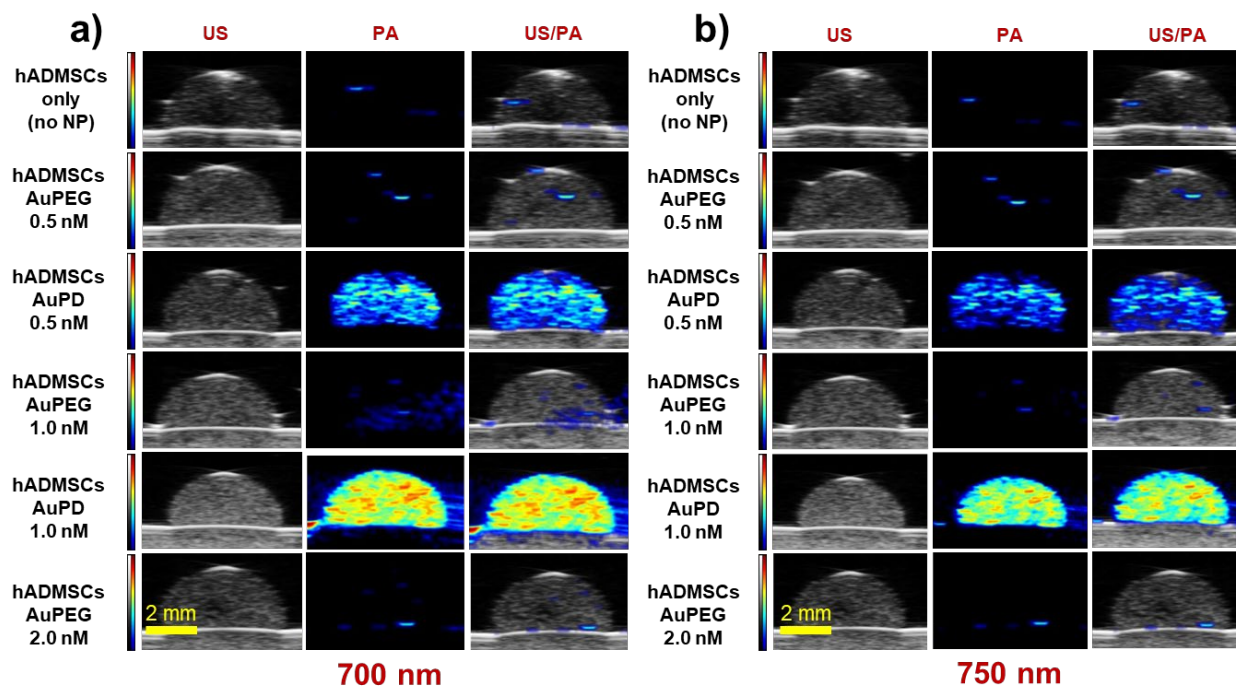 a)
US PA US/PA
hADMSCs
only
(no NP)
hADMSCs
AuPEG
0.5 nM
hADMSCs
AuPD
0.5 nM
hADMSCs
AuPEG
1.0 nM
hADMSCs
AuPD
1.0 nM
hADMSCs
AuPEG
2.0 nM
2 mm
700 nm
b)
US PA US/PA
hADMSCs
only
(no NP)
hADMSCs
AuPEG
0.5 nM
hADMSCs
AuPD
0.5 nM
hADMSCs
AuPEG
1.0 nM
hADMSCs
AuPD
1.0 nM
hADMSCs
AuPEG
2.0 nM
2 mm
750 nm